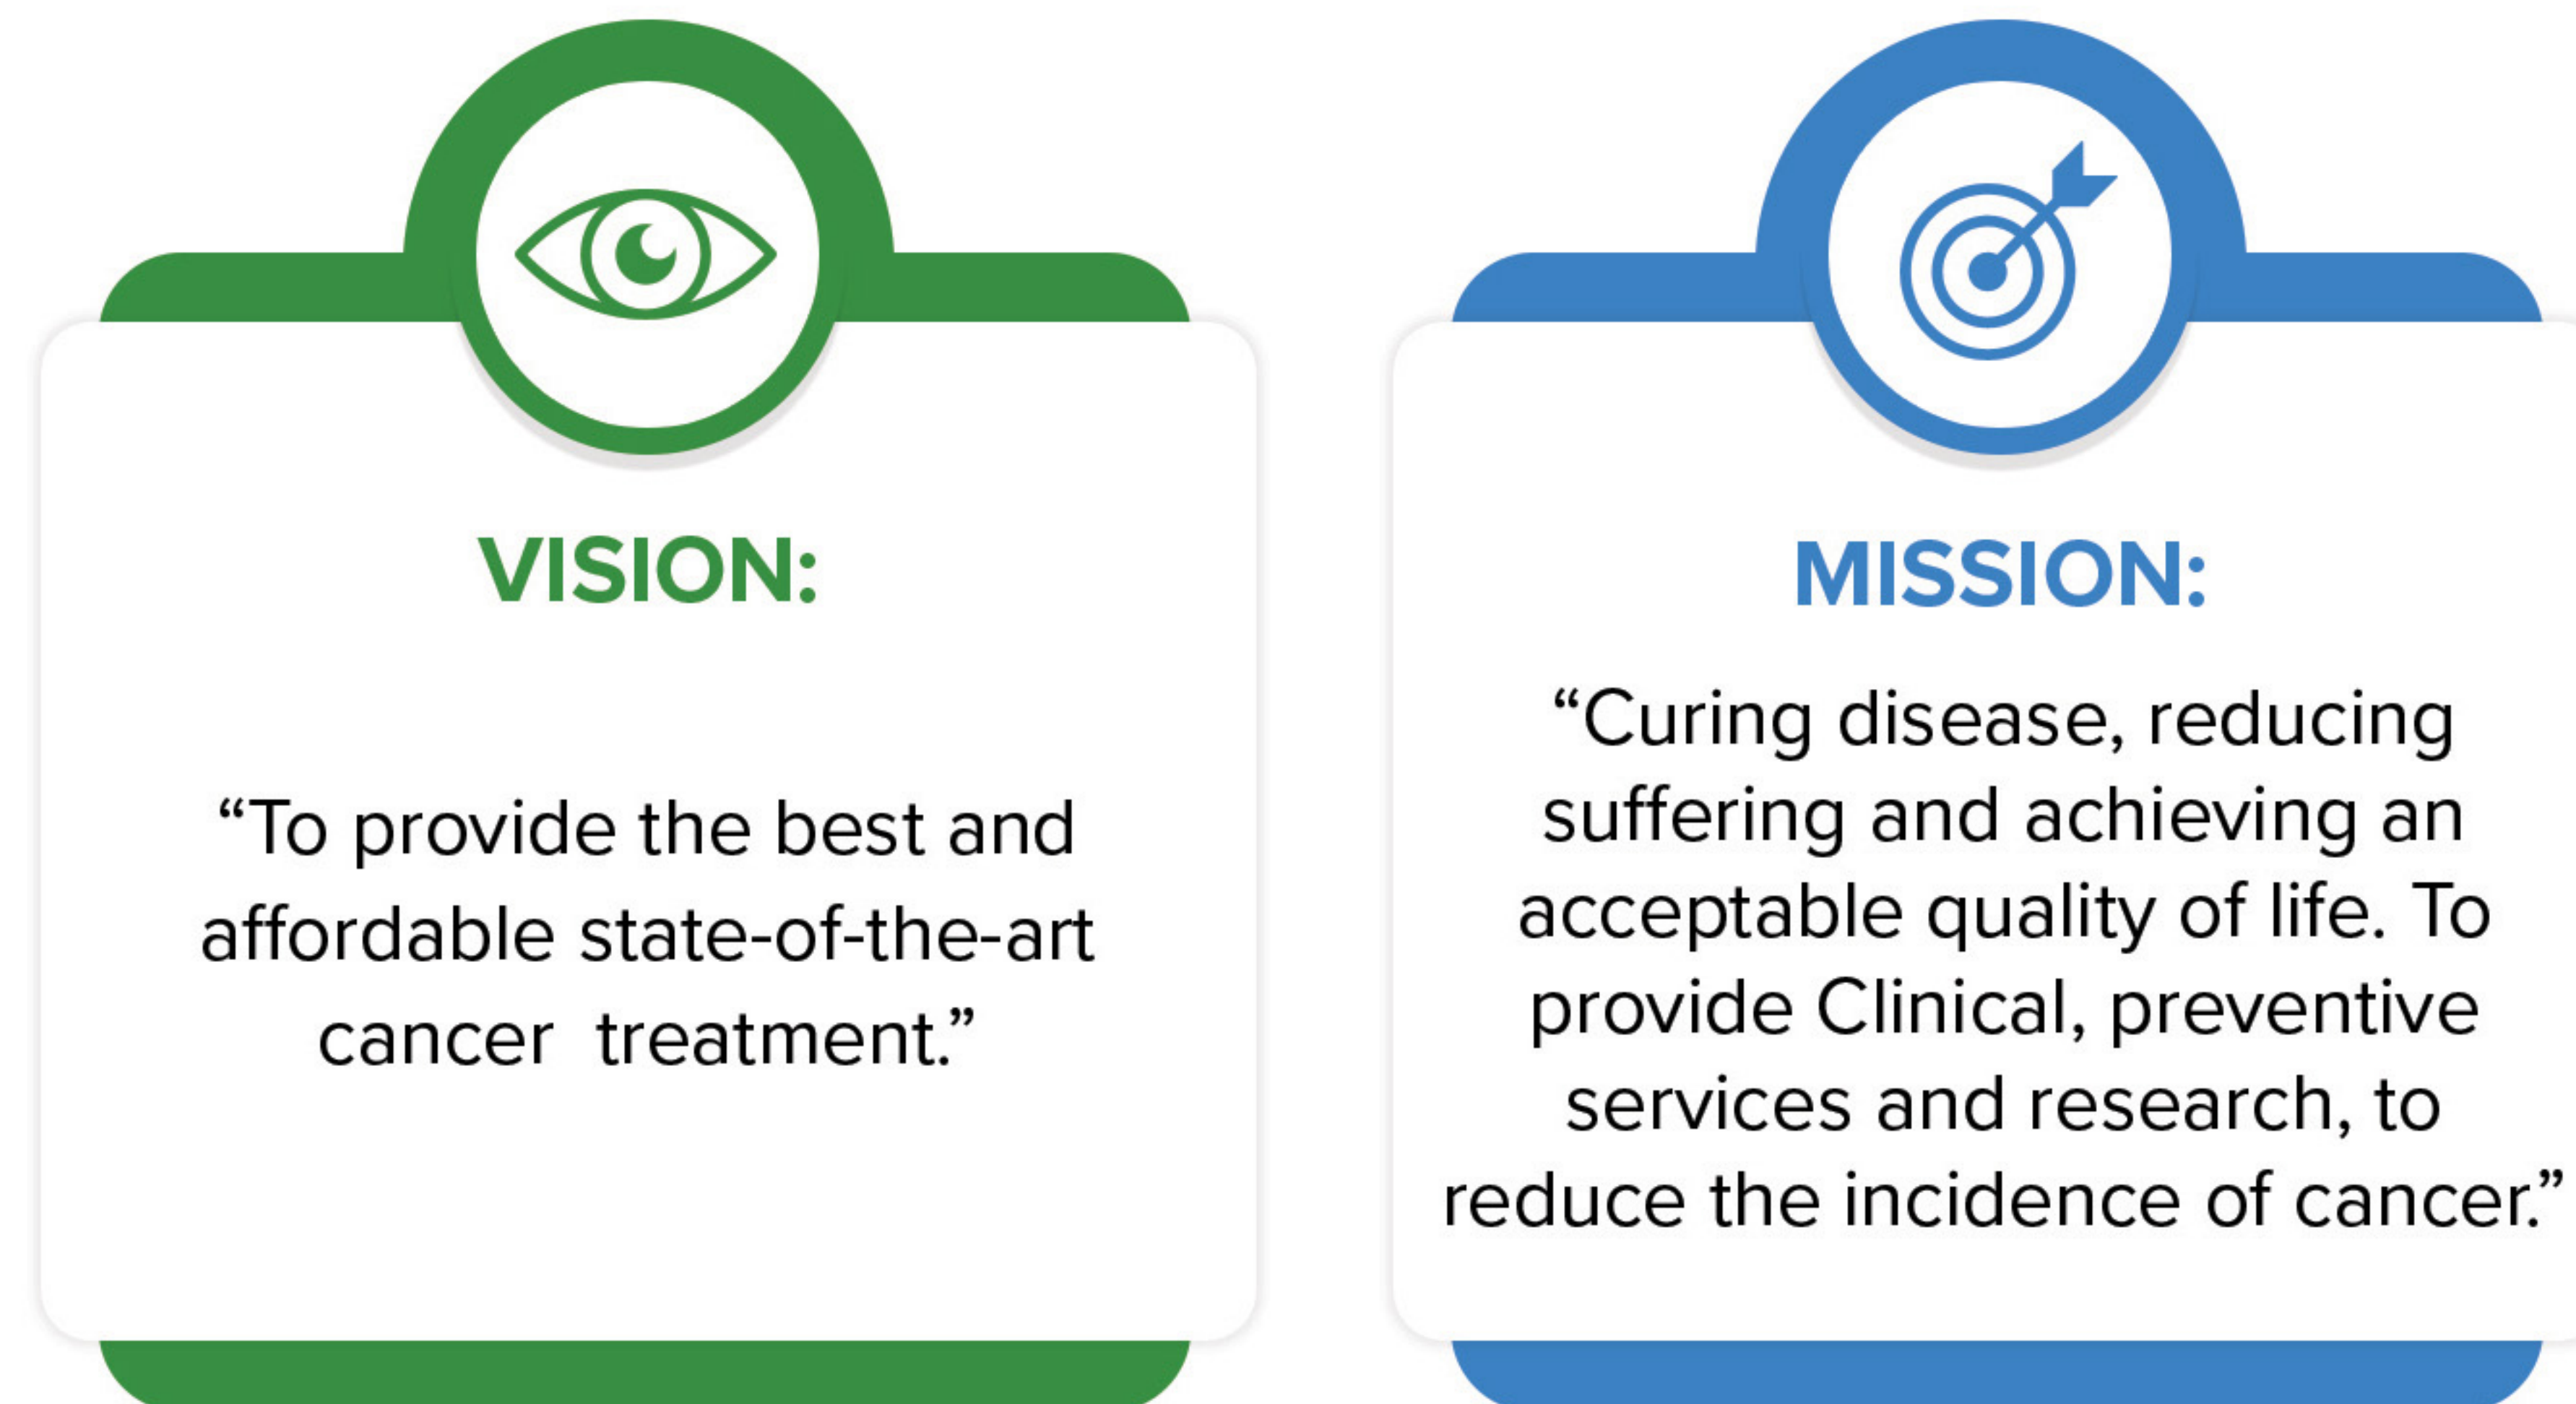 VISION:
“To provide the best and
affordable state-of-the-art
cancer  treatment.”
MISSION:
“Curing disease, reducing
suffering and achieving an
acceptable quality of life. To
provide Clinical, preventive
services and research, to
reduce the incidence of cancer.”